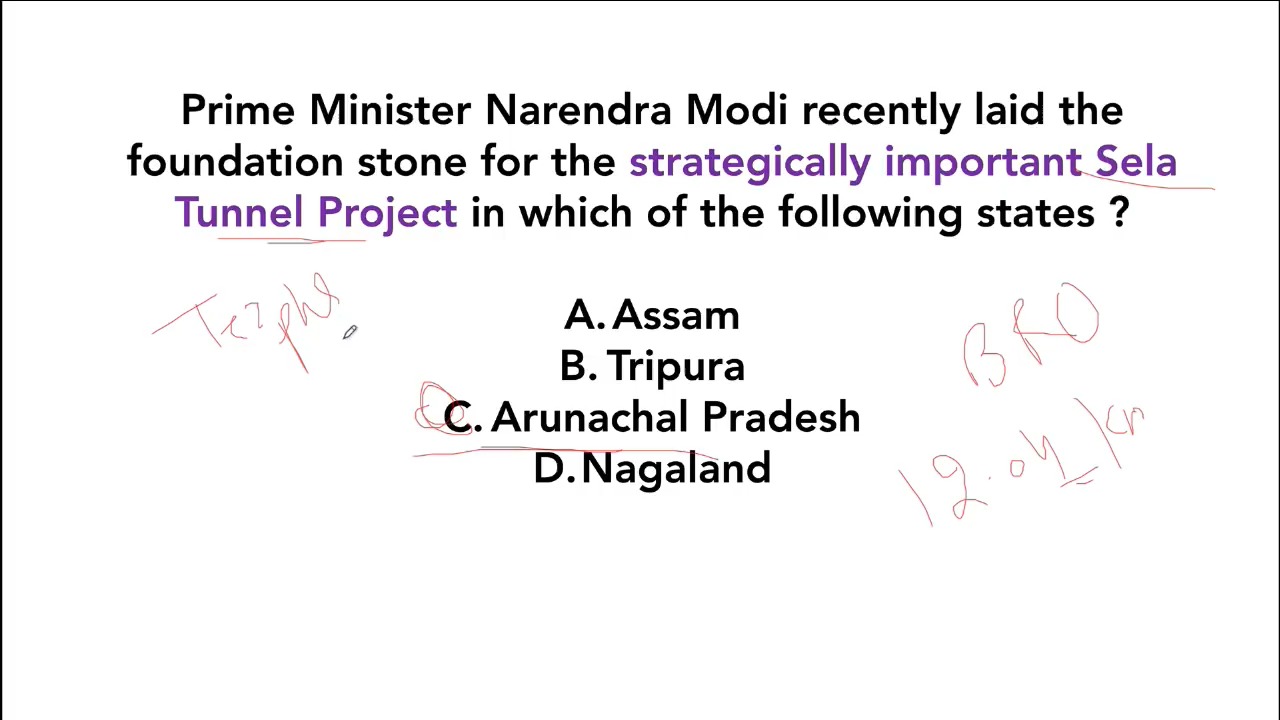 Prime Minister Narendra Modi recently laid the
foundation stone for the strategically important Sela
Tunnel Project in which of the following states ?
A. Assam
BRO
B. Tripura
C. Arunachal Pradesh
12.04 km
D. Nagaland